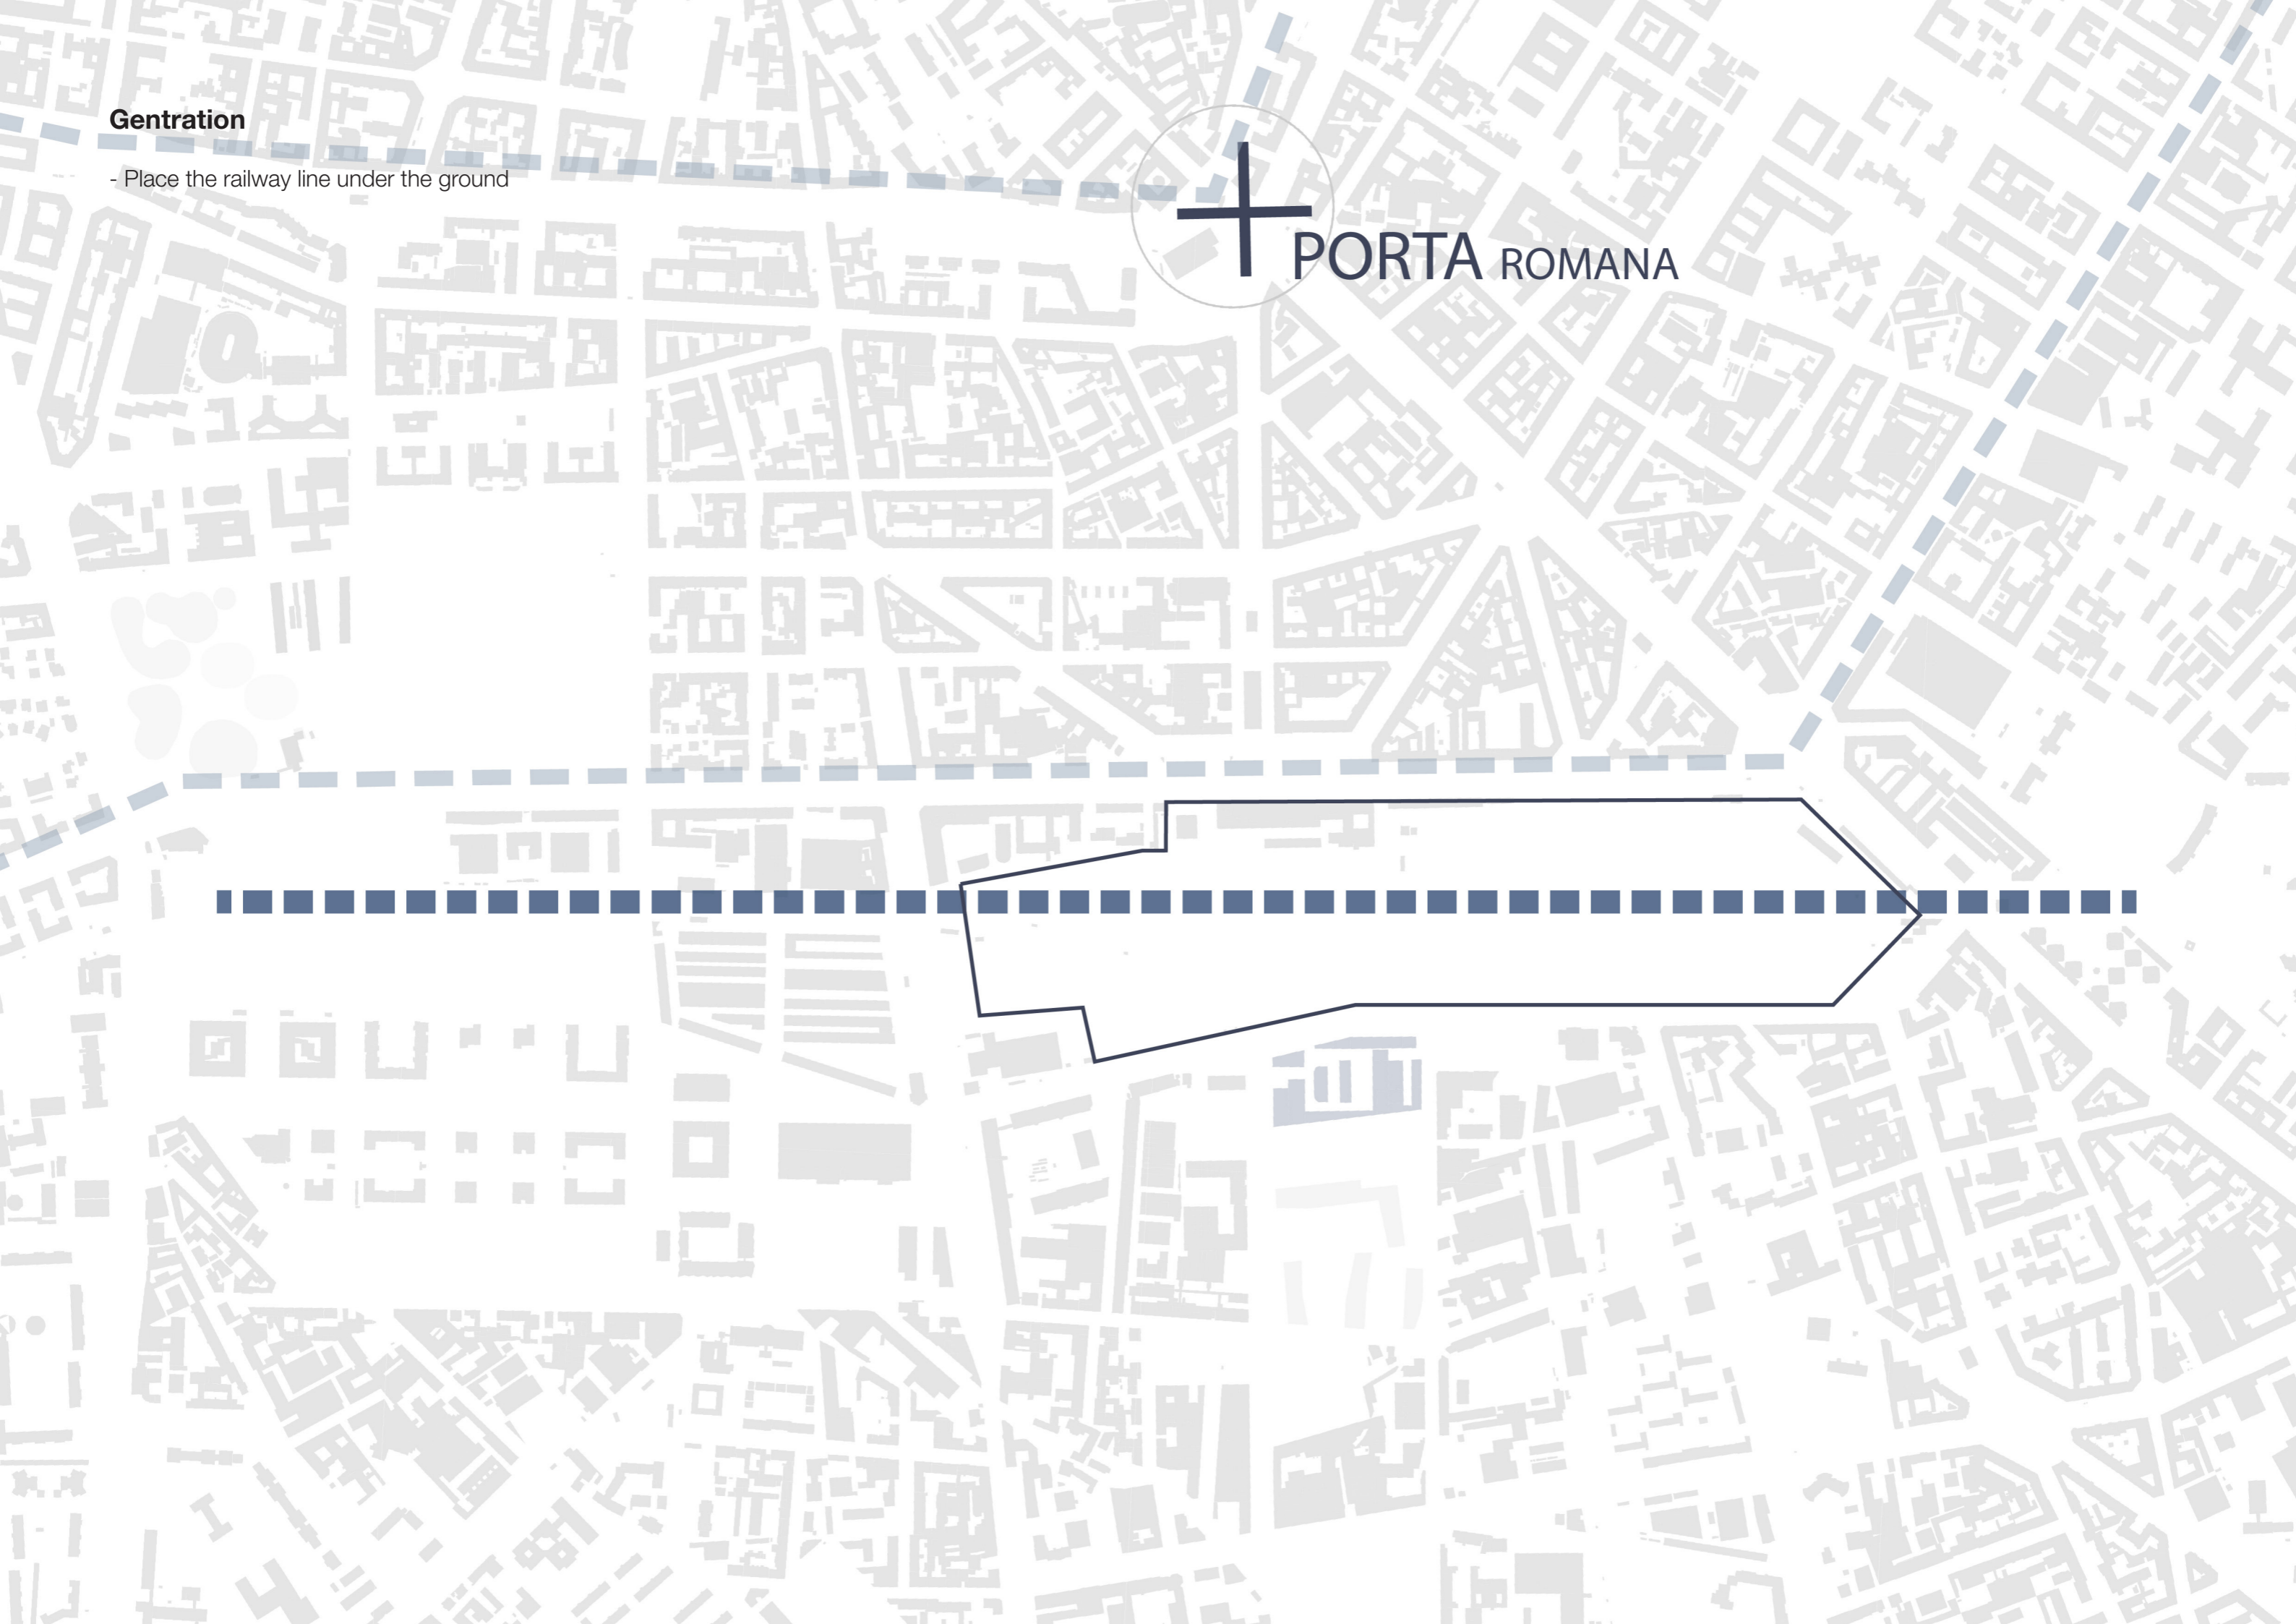 Gentration
- Place the railway line under the ground
PORTA ROMANA